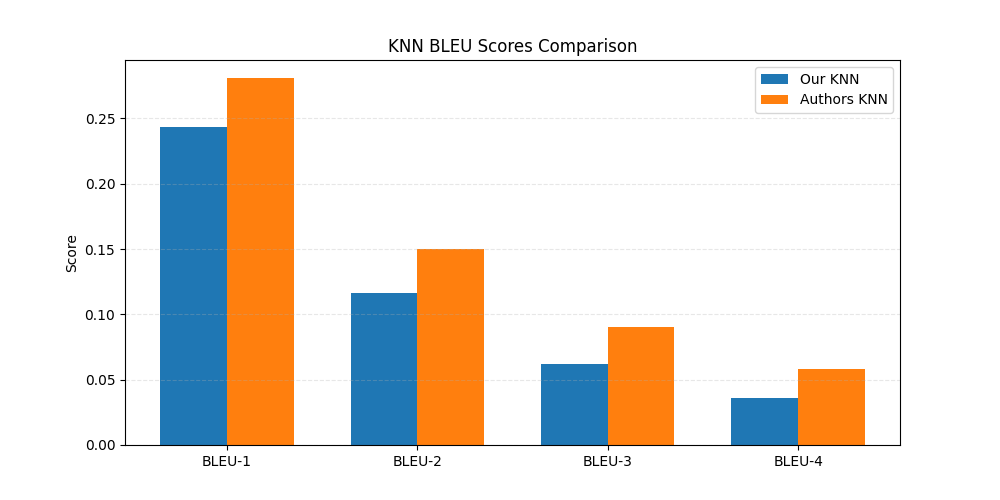 KNN BLEU Scores Comparison
Our KNN
Authors KNN
Score
0.25
0.20
0.15
0.10
0.05
0.00
BLEU-1 BLEU-2 BLEU-3 BLEU-4